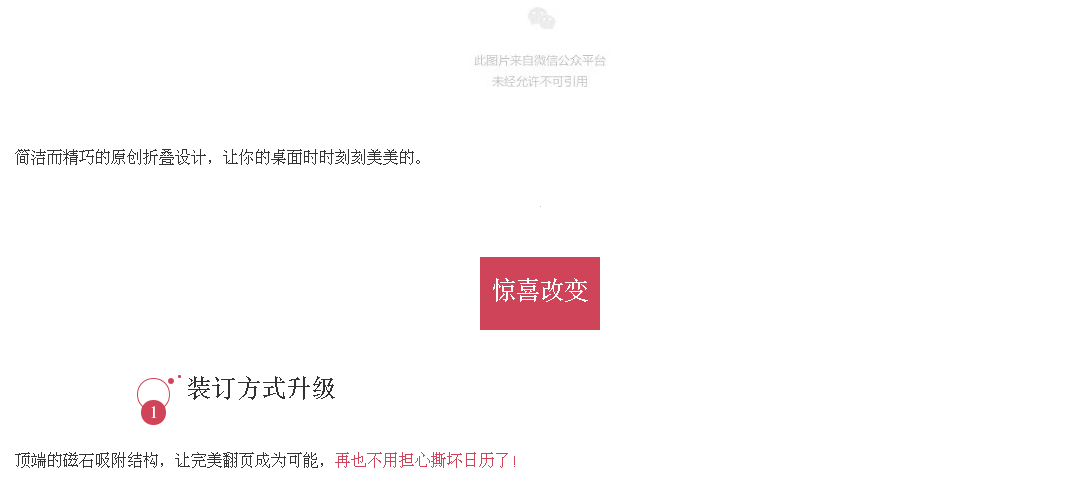 此图片来自微信公众平台
未经允许不可引用
简洁而精巧的原创折叠设计，让你的桌面时时刻刻美美的。
惊喜改变
装订方式升级
1
顶端的磁石吸附结构，让完美翻页成为可能，再也不用担心撕坏日历了!